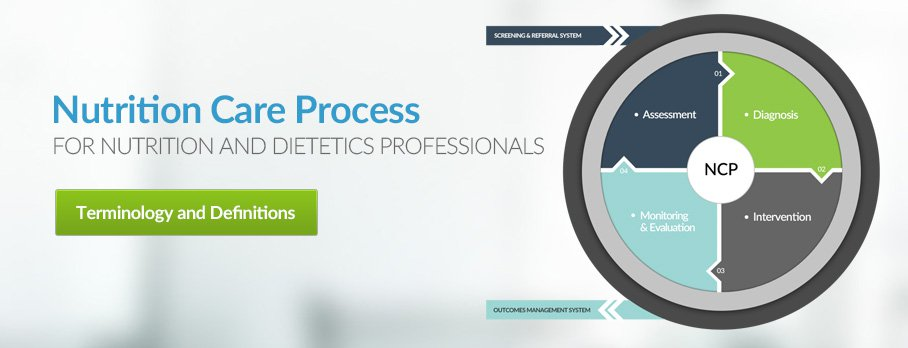 SCREENING & REFERRAL SYSTEM
Nutrition Care Process
FOR NUTRITION AND DIETETICS PROFESSIONALS
Terminology and Definitions
01
• Assessment
• Diagnosis
NCP
04
02
• Monitoring
& Evaluation
• Intervention
03
OUTCOMES MANAGEMENT SYSTEM